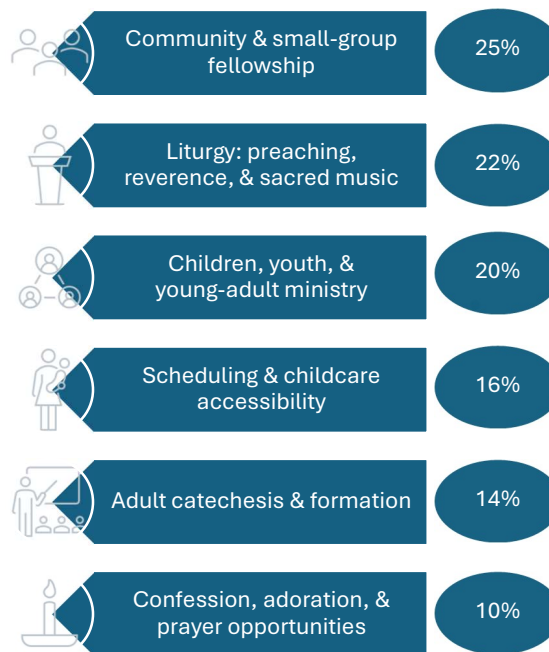 Community & small-group
fellowship
25%
Liturgy: preaching,
reverence, & sacred music
22%
Children, youth, &
young-adult ministry
20%
Scheduling & childcare
accessibility
16%
Adult catechesis & formation
14%
Confession, adoration, &
prayer opportunities
10%